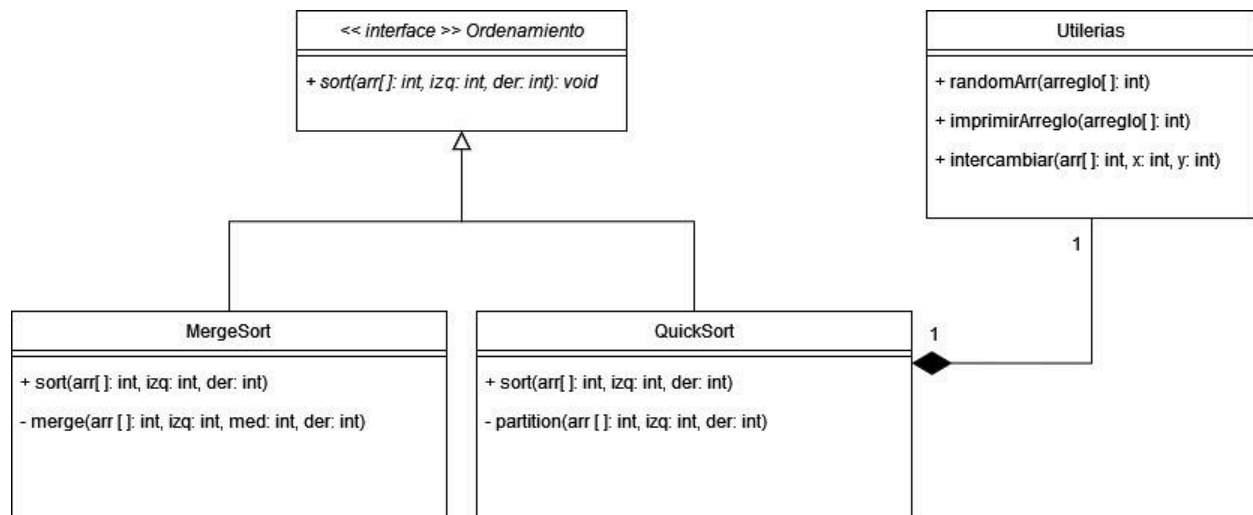 << interface >> Ordenamiento
+ sort(arr[ ]: int, izq: int, der: int): void
Utilerias
+ randomArr(arreglo[ ]: int)
+ imprimirArreglo(arreglo[ ]: int)
+ intercambiar(arr[ ]: int, x: int, y: int)
1
MergeSort
+ sort(arr[ ]: int, izq: int, der: int)
- merge(arr [ ]: int, izq: int, med: int, der: int)
QuickSort
+ sort(arr[ ]: int, izq: int, der: int)
- partition(arr [ ]: int, izq: int, der: int)
1